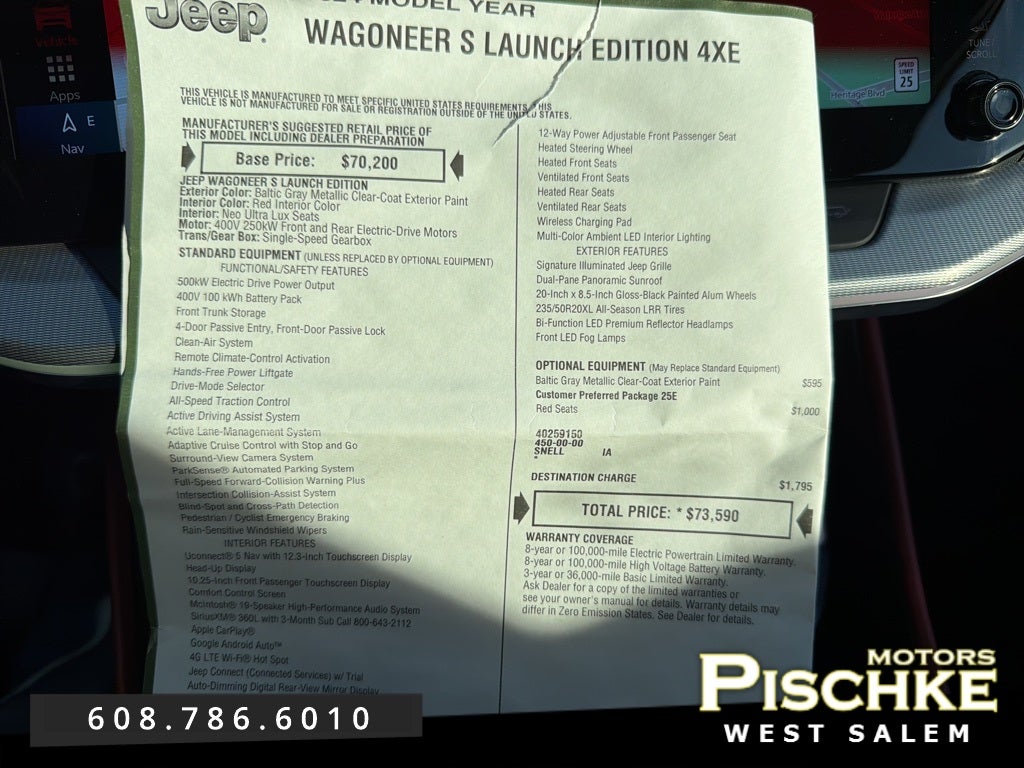 Vehicle
Apps
E
Nav
SPEED
LIMIT
25
Heritage Blvd
TUNE/
SCROLL
Jeep
MODEL YEAR
WAGONEER S LAUNCH EDITION 4XE
THIS VEHICLE IS MANUFACTURED TO MEET SPECIFIC UNITED STATES REQUIREMENTS. THIS
VEHICLE IS NOT MANUFACTURED FOR SALE OR REGISTRATION OUTSIDE OF THE UNITED STATES.
MANUFACTURER'S SUGGESTED RETAIL PRICE OF
THIS MODEL INCLUDING DEALER PREPARATION
Base Price: $70,200
JEEP WAGONEER S LAUNCH EDITION
Exterior Color: Baltic Gray Metallic Clear-Coat Exterior Paint
Interior Color: Red Interior Color
Interior: Neo Ultra Lux Seats
Motor: 400V 250kW Front and Rear Electric-Drive Motors
Trans/Gear Box: Single-Speed Gearbox
STANDARD EQUIPMENT (UNLESS REPLACED BY OPTIONAL EQUIPMENT)
FUNCTIONAL/SAFETY FEATURES
500kW Electric Drive Power Output
400V 100 kWh Battery Pack
Front Trunk Storage
4-Door Passive Entry, Front-Door Passive Lock
Clean-Air System
Remote Climate-Control Activation
Hands-Free Power Liftgate
Drive-Mode Selector
All-Speed Traction Control
Active Driving Assist System
Active Lane-Management System
Adaptive Cruise Control with Stop and Go
Surround-View Camera System
ParkSense® Automated Parking System
Full-Speed Forward-Collision Warning Plus
Intersection Collision-Assist System
Blind-Spot and Cross-Path Detection
Pedestrian / Cyclist Emergency Braking
Rain-Sensitive Windshield Wipers
INTERIOR FEATURES
Uconnect® 5 Nav with 12.3-Inch Touchscreen Display
Head-Up Display
10.25-Inch Front Passenger Touchscreen Display
Comfort Control Screen
McIntosh® 19-Speaker High-Performance Audio System
SiriusXM® 360L with 3-Month Sub Call 800-643-2112
Apple CarPlay®
Google Android Auto™
4G LTE Wi-Fi® Hot Spot
Jeep Connect (Connected Services) w/ Trial
Auto-Dimming Digital Rear-View Mirror Display
12-Way Power Adjustable Front Passenger Seat
Heated Steering Wheel
Heated Front Seats
Ventilated Front Seats
Heated Rear Seats
Ventilated Rear Seats
Wireless Charging Pad
Multi-Color Ambient LED Interior Lighting
EXTERIOR FEATURES
Signature Illuminated Jeep Grille
Dual-Pane Panoramic Sunroof
20-Inch x 8.5-Inch Gloss-Black Painted Alum Wheels
235/50R20XL All-Season LRR Tires
Bi-Function LED Premium Reflector Headlamps
Front LED Fog Lamps
OPTIONAL EQUIPMENT (May Replace Standard Equipment)
Baltic Gray Metallic Clear-Coat Exterior Paint $595
Customer Preferred Package 25E
Red Seats $1,000
40259150
450-00-00
SNELL IA
*
DESTINATION CHARGE $1,795
TOTAL PRICE: * $73,590
WARRANTY COVERAGE
8-year or 100,000-mile Electric Powertrain Limited Warranty.
8-year or 100,000-mile High Voltage Battery Warranty.
3-year or 36,000-mile Basic Limited Warranty.
Ask Dealer for a copy of the limited warranties or
see your owner's manual for details. Warranty details may
differ in Zero Emission States. See Dealer for details.
608.786.6010
MOTORS
PISCHKE
WEST SALEM